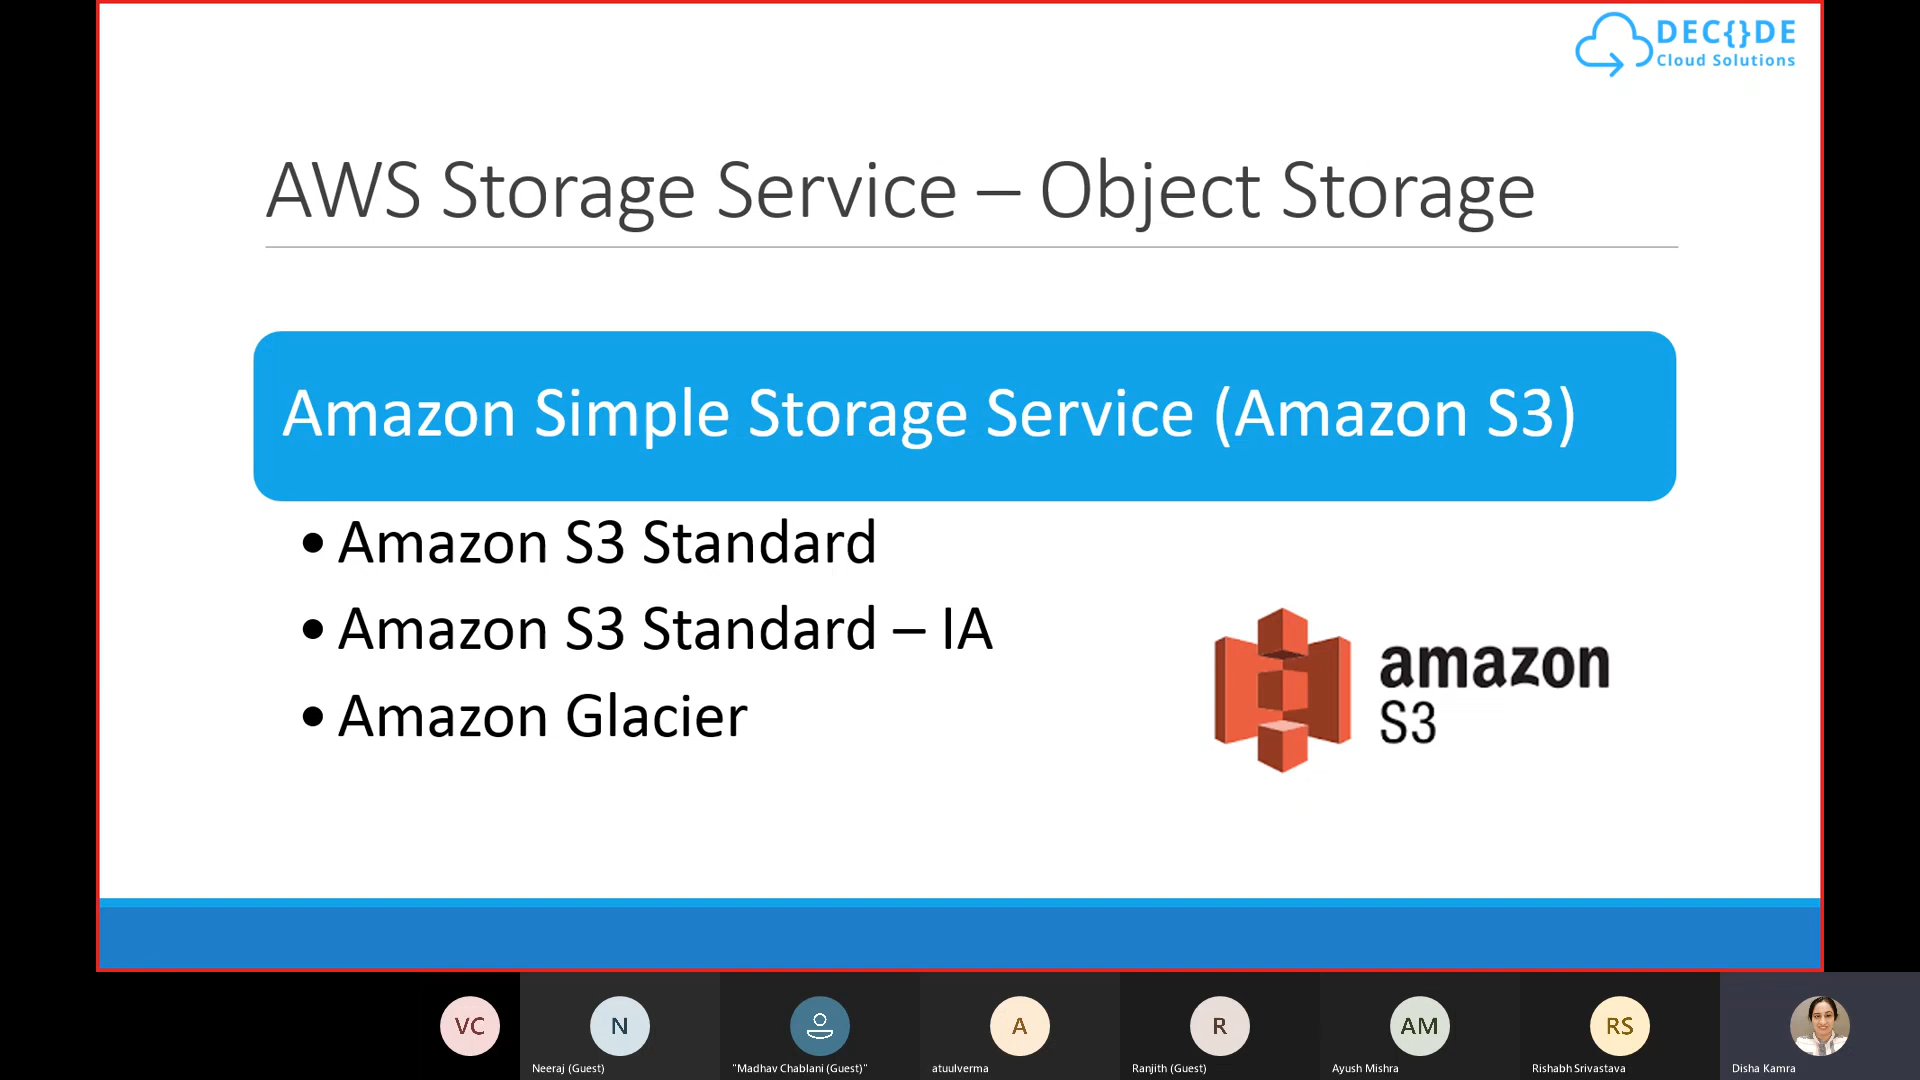 DEC{}DE
Cloud Solutions
AWS Storage Service – Object Storage
Amazon Simple Storage Service (Amazon S3)
• Amazon S3 Standard
• Amazon S3 Standard – IA
• Amazon Glacier
amazon
S3
VC
N
Neeraj (Guest)
"Madhav Chablani (Guest)"
A
atuulverma
R
Ranjith (Guest)
AM
Ayush Mishra
RS
Rishabh Srivastava
Disha Kamra